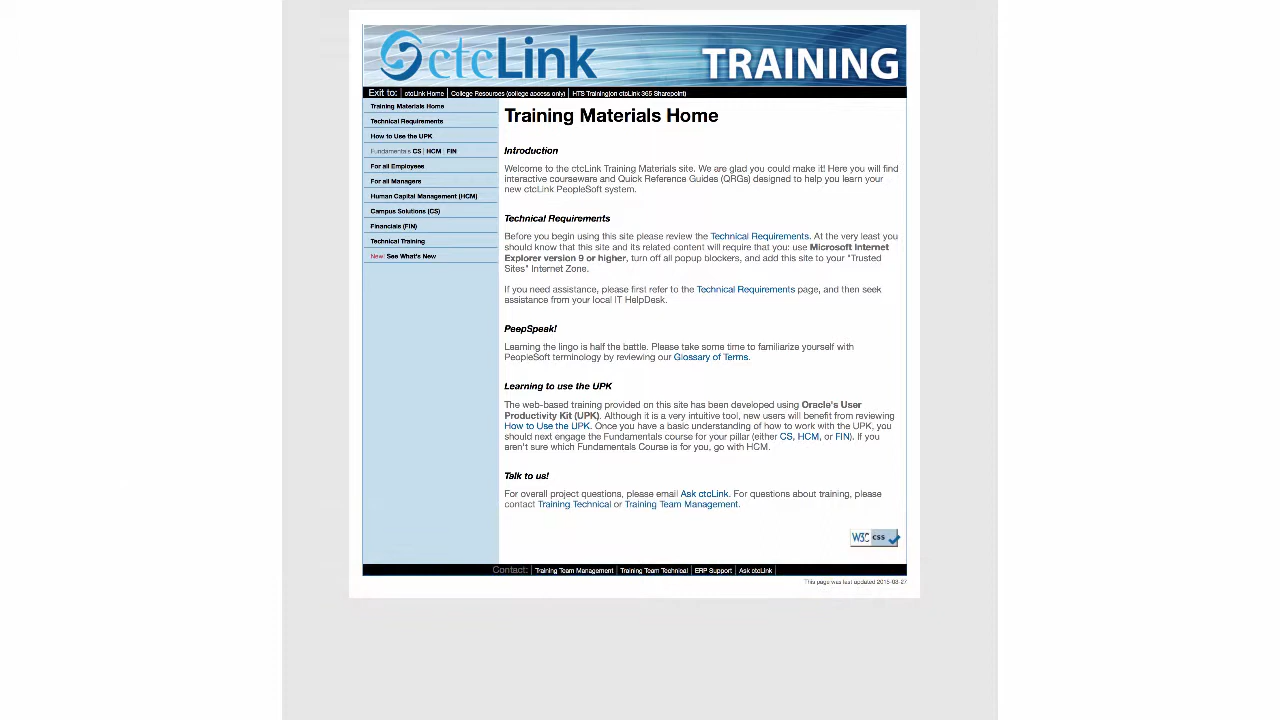 ctcLink TRAINING
Exit to: | ctcLink Home | College Resources (college access only) | HTS Training(on ctcLink 365 Sharepoint)
Training Materials Home
Technical Requirements
How to Use the UPK
Fundamentals CS | HCM | FIN
For all Employees
For all Managers
Human Capital Management (HCM)
Campus Solutions (CS)
Financials (FIN)
Technical Training
New! See What's New
Training Materials Home
Introduction
Welcome to the ctcLink Training Materials site. We are glad you could make it! Here you will find
interactive courseware and Quick Reference Guides (QRGs) designed to help you learn your
new ctcLink PeopleSoft system.
Technical Requirements
Before you begin using this site please review the Technical Requirements. At the very least you
should know that this site and its related content will require that you: use Microsoft Internet
Explorer version 9 or higher, turn off all popup blockers, and add this site to your "Trusted
Sites" Internet Zone.
If you need assistance, please first refer to the Technical Requirements page, and then seek
assistance from your local IT HelpDesk.
PeepSpeak!
Learning the lingo is half the battle. Please take some time to familiarize yourself with
PeopleSoft terminology by reviewing our Glossary of Terms.
Learning to use the UPK
The web-based training provided on this site has been developed using Oracle's User
Productivity Kit (UPK). Although it is a very intuitive tool, new users will benefit from reviewing
How to Use the UPK. Once you have a basic understanding of how to work with the UPK, you
should next engage the Fundamentals course for your pillar (either CS, HCM, or FIN). If you
aren't sure which Fundamentals Course is for you, go with HCM.
Talk to us!
For overall project questions, please email Ask ctcLink. For questions about training, please
contact Training Technical or Training Team Management.
W3C css
Contact: | Training Team Management | Training Team Technical | ERP Support | Ask ctcLink |
This page was last updated 2015-03-27